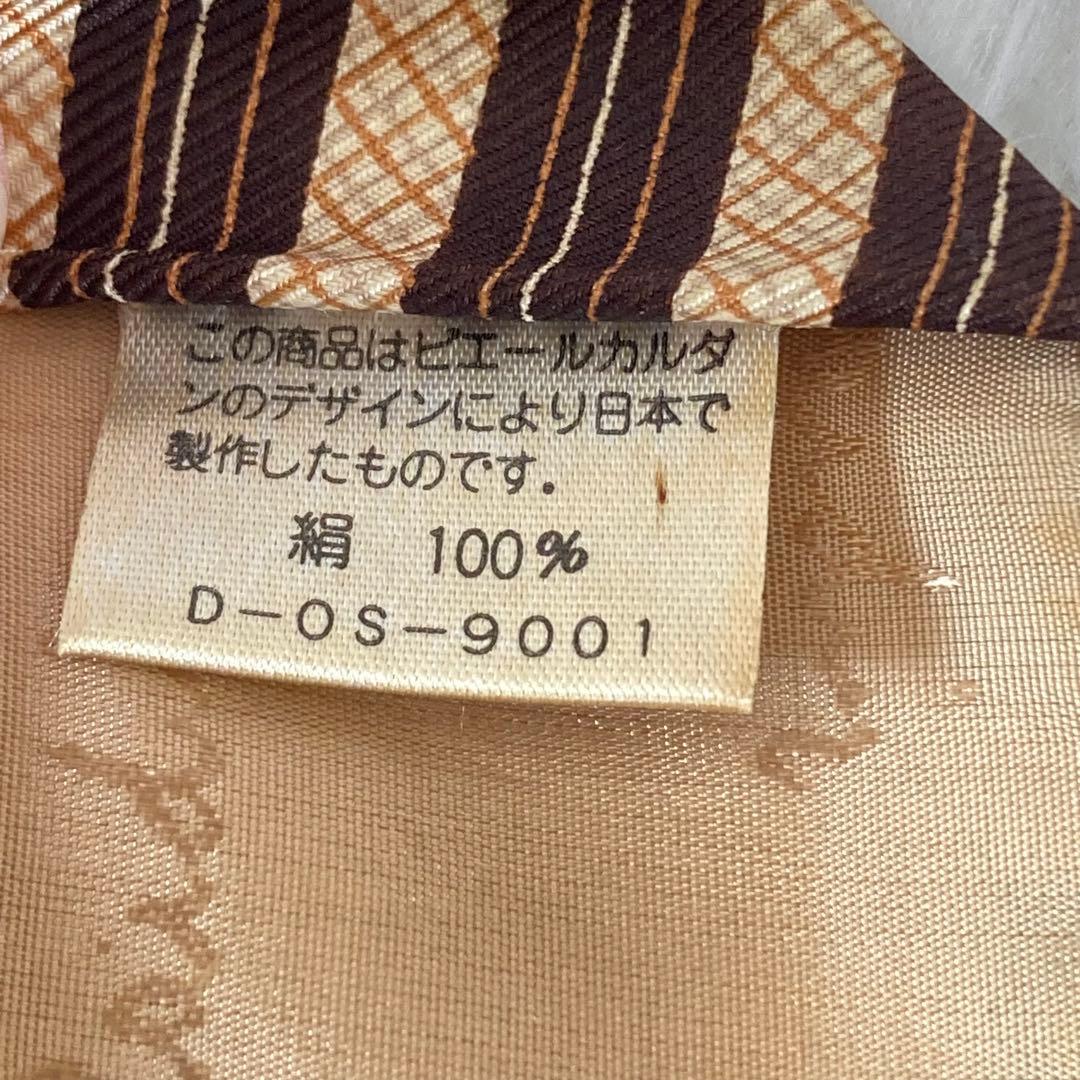 この商品はピエールカルダ
ンのデザインにより日本で
製作したものです.
絹 100%
D-OS-9001